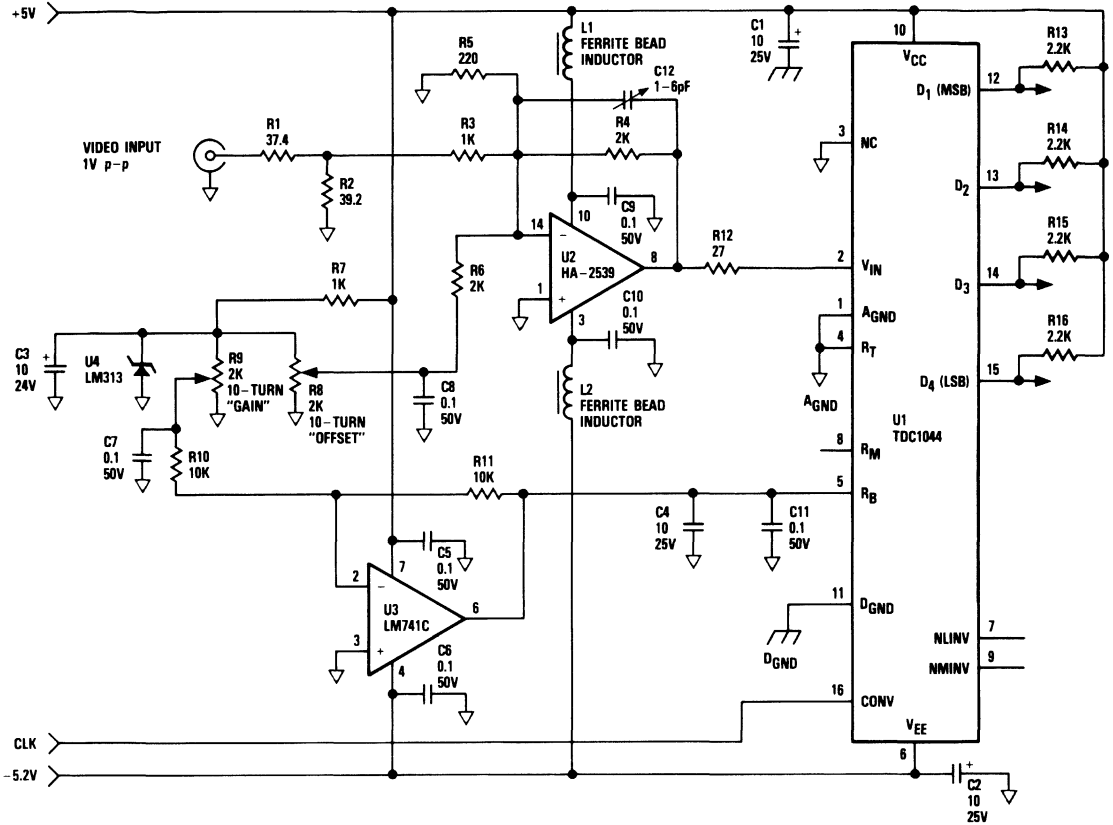 +5V
L1
FERRITE BEAD
INDUCTOR
C1
10
25V
+
10
VCC
R13
2.2K
12
D1 (MSB)
R5
220
C12
1-6pF
R4
2K
VIDEO INPUT
1V p-p
R1
37.4
R3
1K
R2
39.2
3
NC
R14
2.2K
13
D2
C9
0.1
50V
10
14
−
U2
HA-2539
8
1
+
3
R12
27
2
VIN
R15
2.2K
14
D3
R6
2K
R7
1K
C10
0.1
50V
1
AGND
4
RT
AGND
R16
2.2K
15
D4 (LSB)
C3
10
24V
+
U4
LM313
R9
2K
10-TURN
"GAIN"
R8
2K
10-TURN
"OFFSET"
C8
0.1
50V
L2
FERRITE BEAD
INDUCTOR
U1
TDC1044
C7
0.1
50V
R10
10K
R11
10K
8
RM
5
RB
C4
10
25V
C11
0.1
50V
C5
0.1
50V
7
2
−
U3
LM741C
6
3
+
4
C6
0.1
50V
11
DGND
DGND
NLINV
7
NMINV
9
16
CONV
VEE
6
CLK
−5.2V
+
C2
10
25V